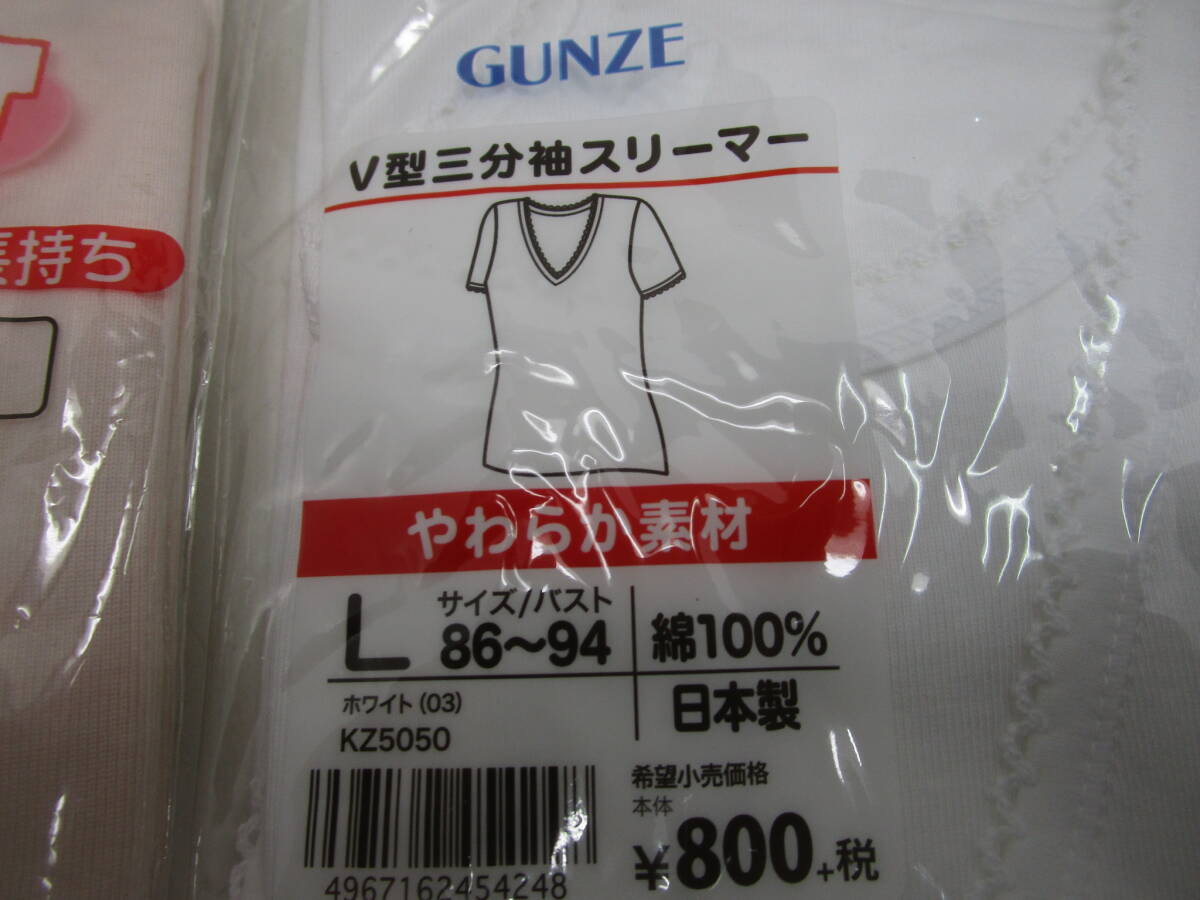 GUNZE
V型三分袖スリーマー
持ち
やわらか素材
L
サイズ/バスト
86〜94
綿100%
日本製
ホワイト(03)
KZ5050
希望小売価格
本体
¥800+税
4967162454248